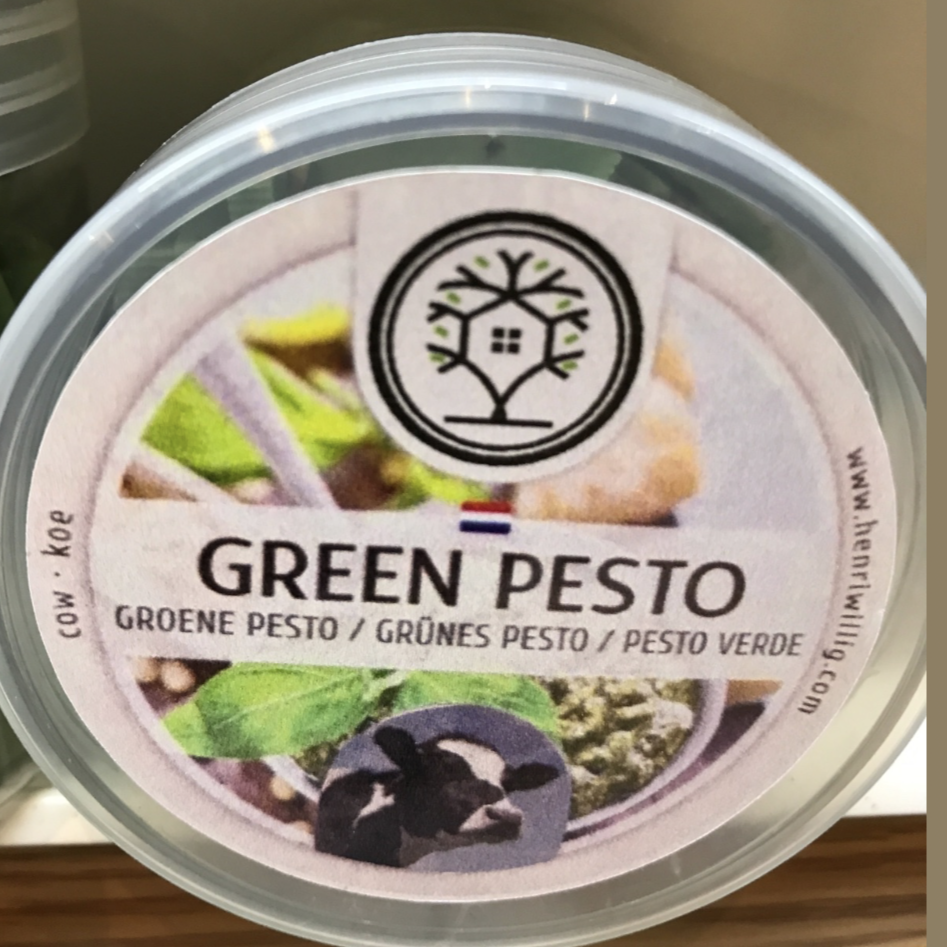 GREEN PESTO
GROENE PESTO / GRÜNES PESTO / PESTO VERDE
cow · koe
www.henriwillig.com